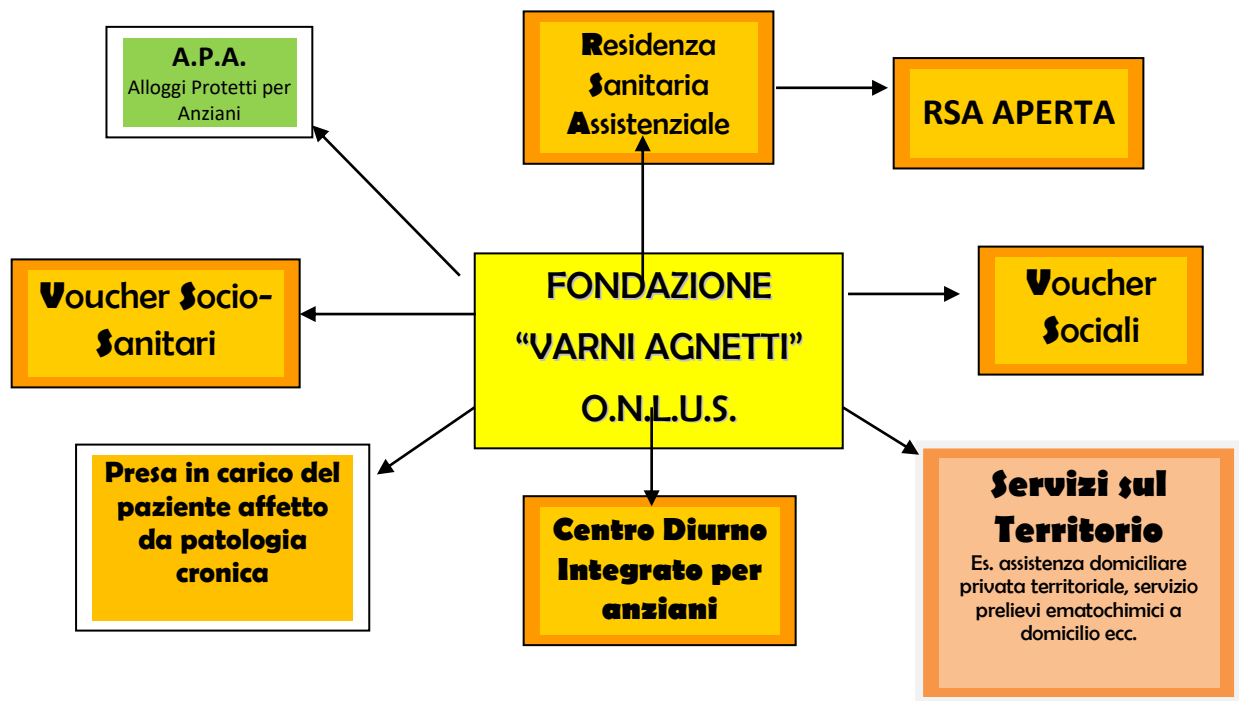 A.P.A.
Alloggi Protetti per
Anziani
Residenza
Sanitaria
Assistenziale
RSA APERTA
Voucher Socio-
Sanitari
FONDAZIONE
“VARNI AGNETTI”
O.N.L.U.S.
Voucher
Sociali
Presa in carico del
paziente affetto
da patologia
cronica
Centro Diurno
Integrato per
anziani
Servizi sul
Territorio
Es. assistenza domiciliare
privata territoriale, servizio
prelievi ematochimici a
domicilio ecc.